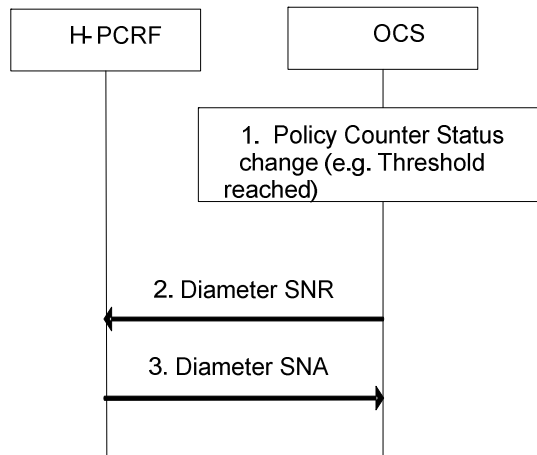 H-PCRF
OCS
1. Policy Counter Status
change (e.g. Threshold
reached)
2. Diameter SNR
3. Diameter SNA